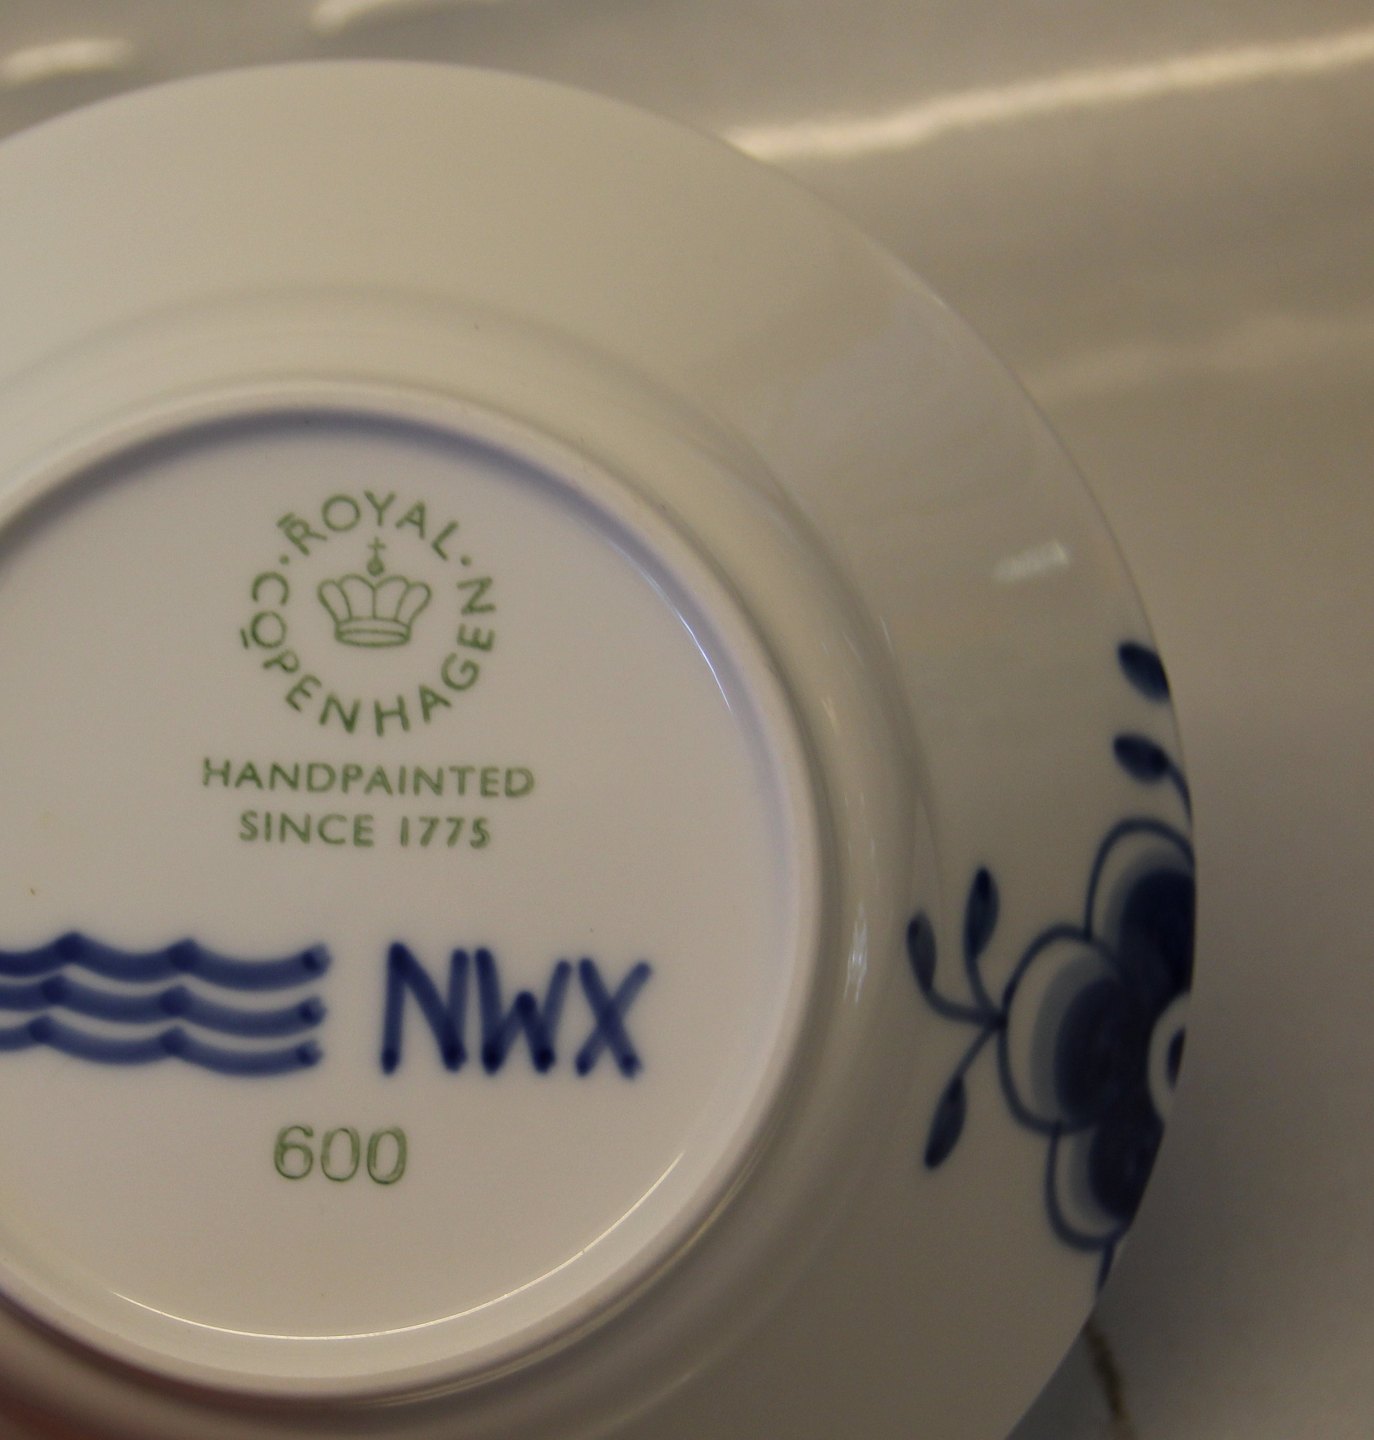 ROYAL · COPENHAGEN ·
HANDPAINTED
SINCE 1775
NWX
600